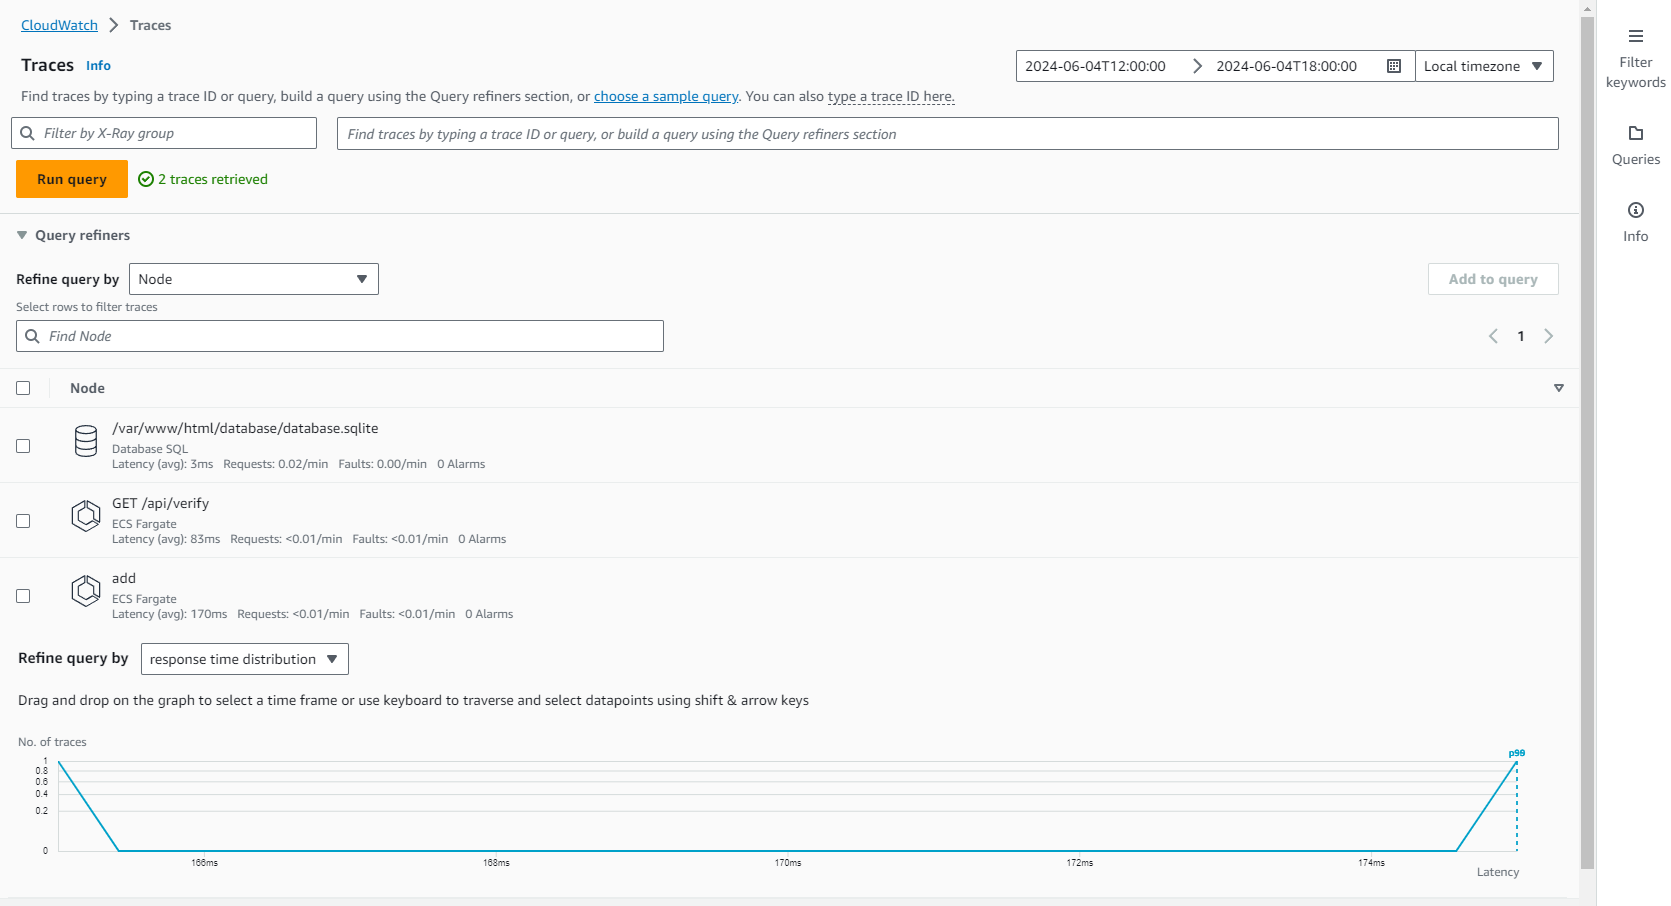 CloudWatch > Traces
Traces Info
2024-06-04T12:00:00 > 2024-06-04T18:00:00 Local timezone
Find traces by typing a trace ID or query, build a query using the Query refiners section, or choose a sample query. You can also type a trace ID here.
Filter by X-Ray group
Find traces by typing a trace ID or query, or build a query using the Query refiners section
Run query 2 traces retrieved
Query refiners
Refine query by Node Add to query
Select rows to filter traces
Find Node 1
Node
/var/www/html/database/database.sqlite
Database SQL
Latency (avg): 3ms Requests: 0.02/min Faults: 0.00/min 0 Alarms
GET /api/verify
ECS Fargate
Latency (avg): 83ms Requests: <0.01/min Faults: <0.01/min 0 Alarms
add
ECS Fargate
Latency (avg): 170ms Requests: <0.01/min Faults: <0.01/min 0 Alarms
Refine query by response time distribution
Drag and drop on the graph to select a time frame or use keyboard to traverse and select datapoints using shift & arrow keys
No. of traces
1
0.8
0.6
0.4
0.2
0
166ms 168ms 170ms 172ms 174ms
Latency
Filter
keywords
Queries
Info